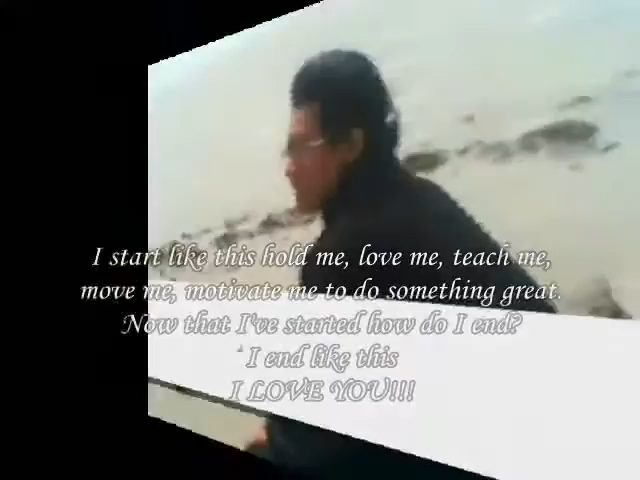 I start like this hold me, love me, teach me,
move me, motivate me to do something great.
Now that I've started how do I end?
I end like this
I LOVE YOU!!!